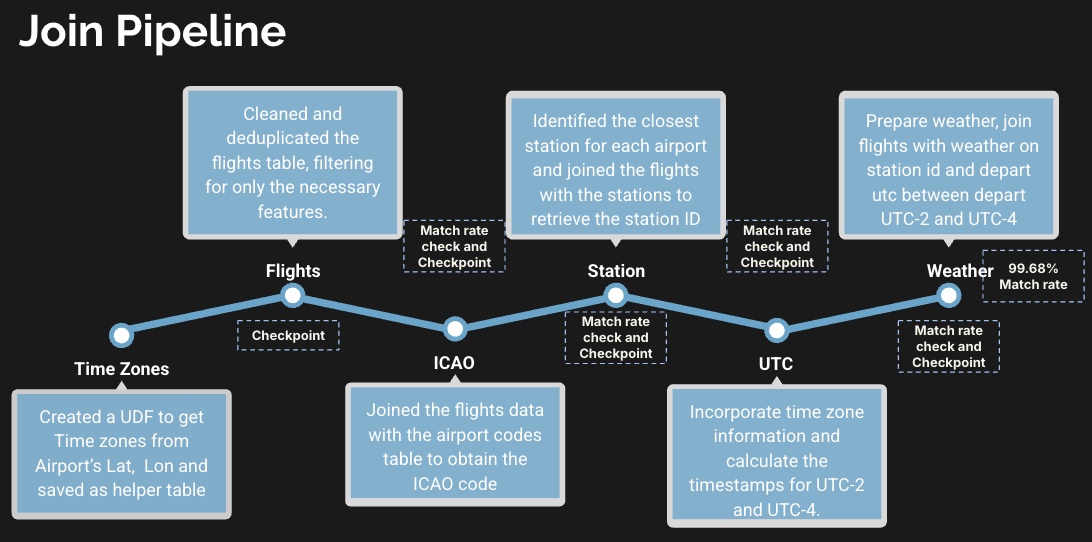 Join Pipeline
Cleaned and
deduplicated the
flights table, filtering
for only the necessary
features.
Identified the closest
station for each airport
and joined the flights
with the stations to
retrieve the station ID
Prepare weather, join
flights with weather on
station id and depart
utc between depart
UTC-2 and UTC-4
Match rate
check and
Checkpoint
Match rate
check and
Checkpoint
Flights
Station
Weather
99.68%
Match rate
Checkpoint
Match rate
check and
Checkpoint
Match rate
check and
Checkpoint
Time Zones
ICAO
UTC
Created a UDF to get
Time zones from
Airport’s Lat,  Lon and
saved as helper table
Joined the flights data
with the airport codes
table to obtain the
ICAO code
Incorporate time zone
information and
calculate the
timestamps for UTC-2
and UTC-4.